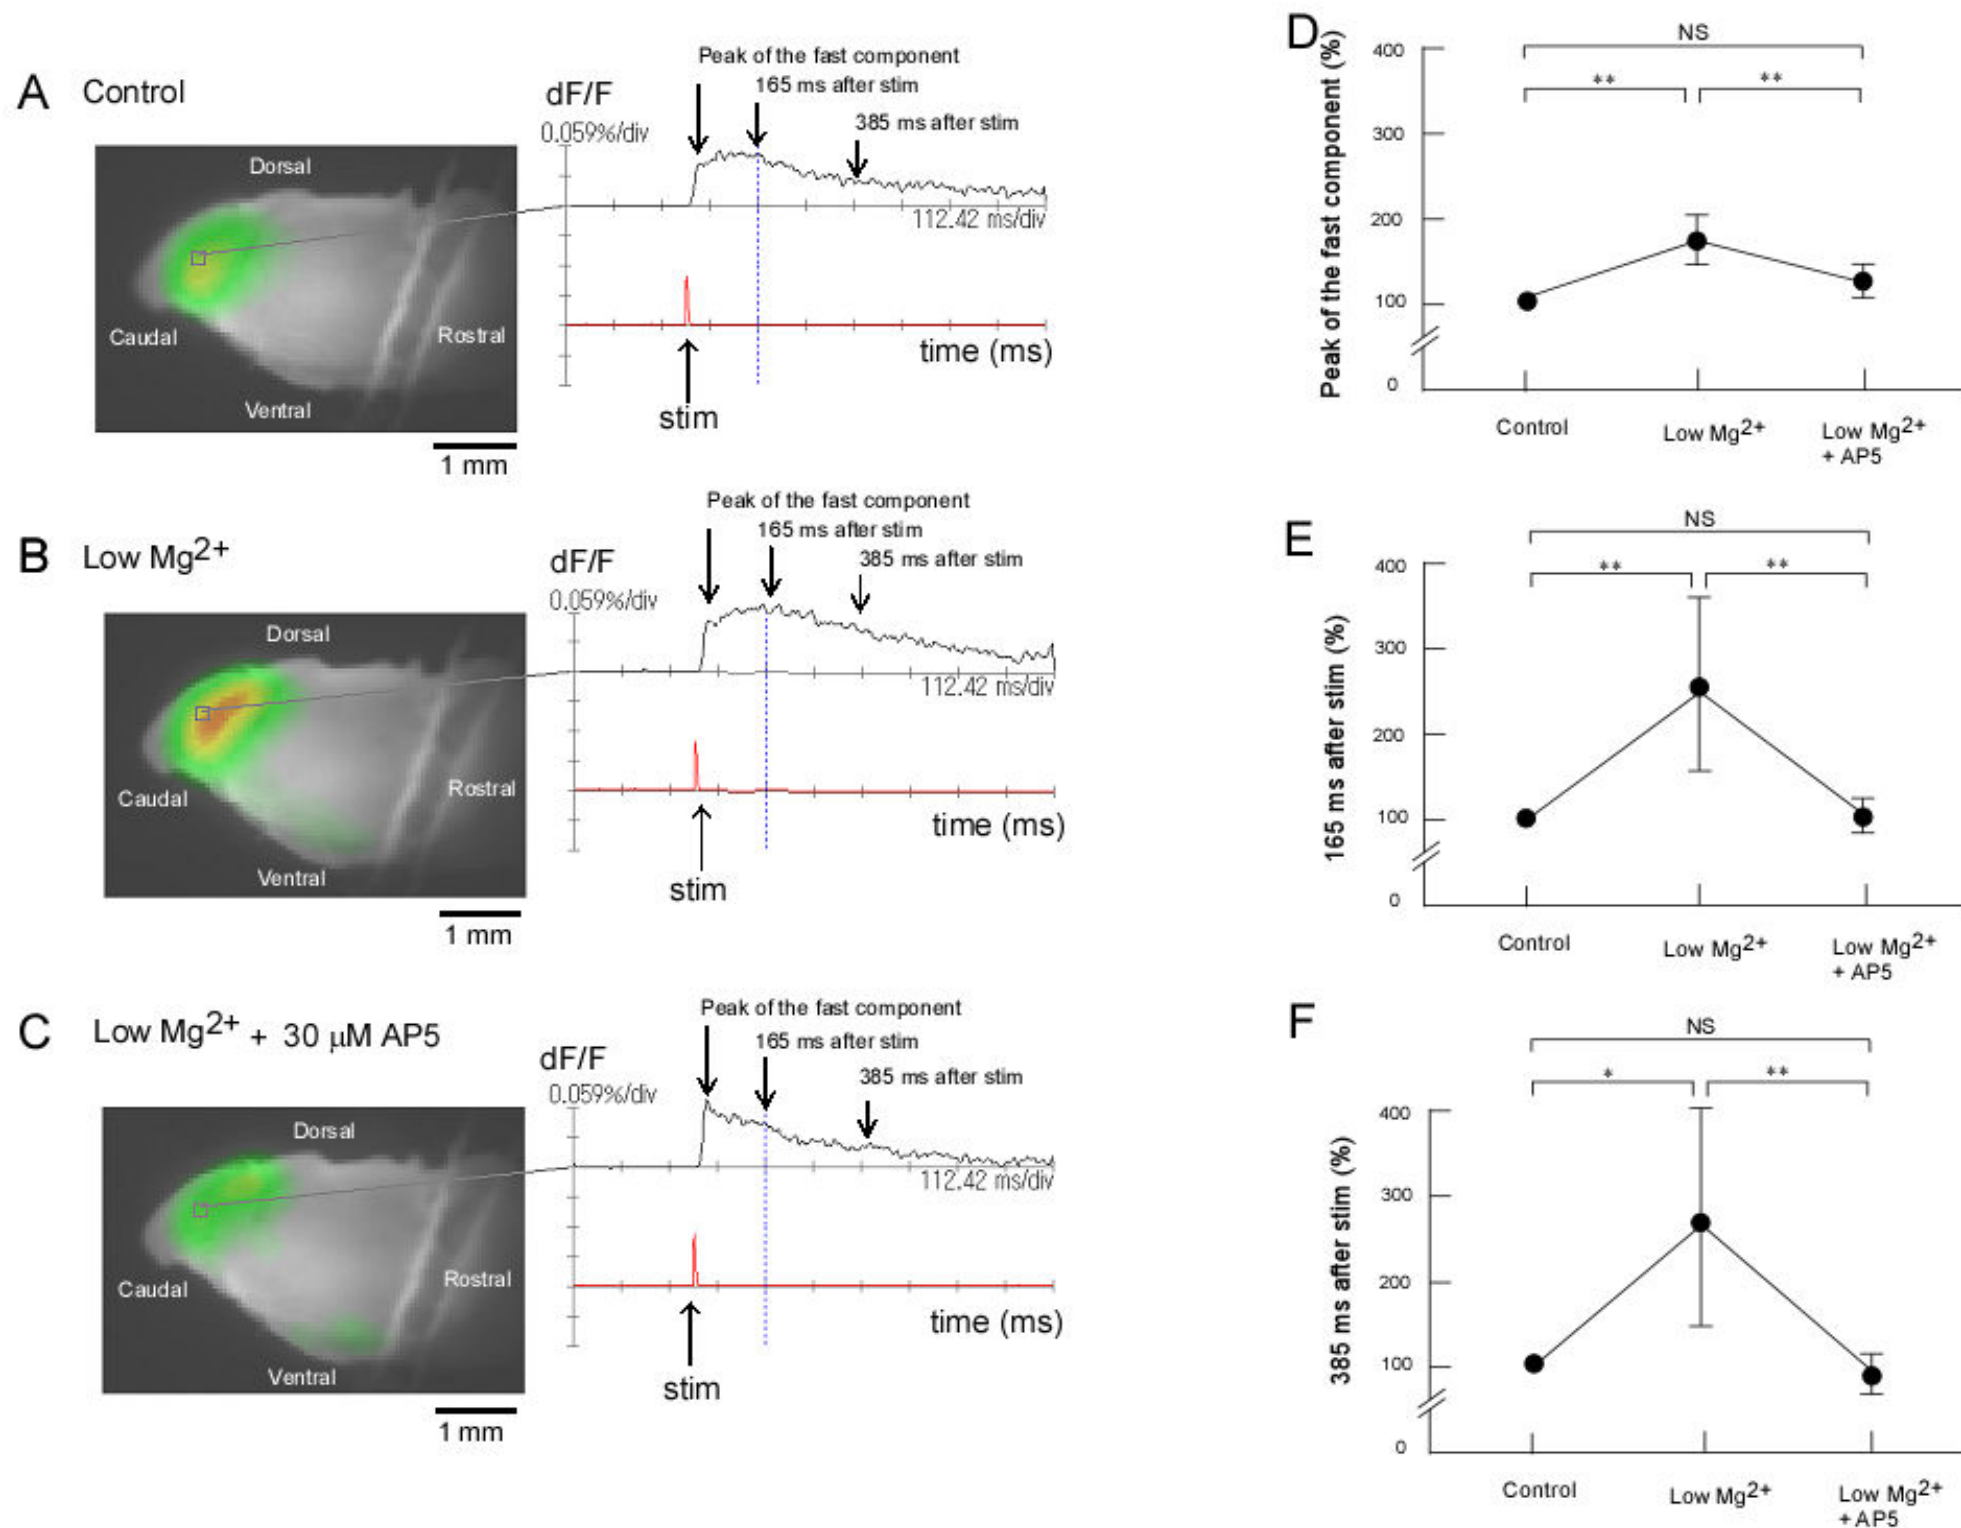 A Control
Peak of the fast component
165 ms after stim
385 ms after stim
dF/F
0.059%/div
Dorsal
Caudal
Rostral
Ventral
1 mm
112.42 ms/div
time (ms)
stim
B Low Mg2+
Peak of the fast component
165 ms after stim
385 ms after stim
dF/F
0.059%/div
Dorsal
Caudal
Rostral
Ventral
1 mm
112.42 ms/div
time (ms)
stim
C Low Mg2+ + 30 μM AP5
Peak of the fast component
165 ms after stim
385 ms after stim
dF/F
0.059%/div
Dorsal
Caudal
Rostral
Ventral
1 mm
112.42 ms/div
time (ms)
stim
D
Peak of the fast component (%)
NS
** **
400
300
200
100
0
Control
Low Mg2+
Low Mg2+
+ AP5
E
165 ms after stim (%)
NS
** **
400
300
200
100
0
Control
Low Mg2+
Low Mg2+
+ AP5
F
385 ms after stim (%)
NS
* **
400
300
200
100
0
Control
Low Mg2+
Low Mg2+
+ AP5